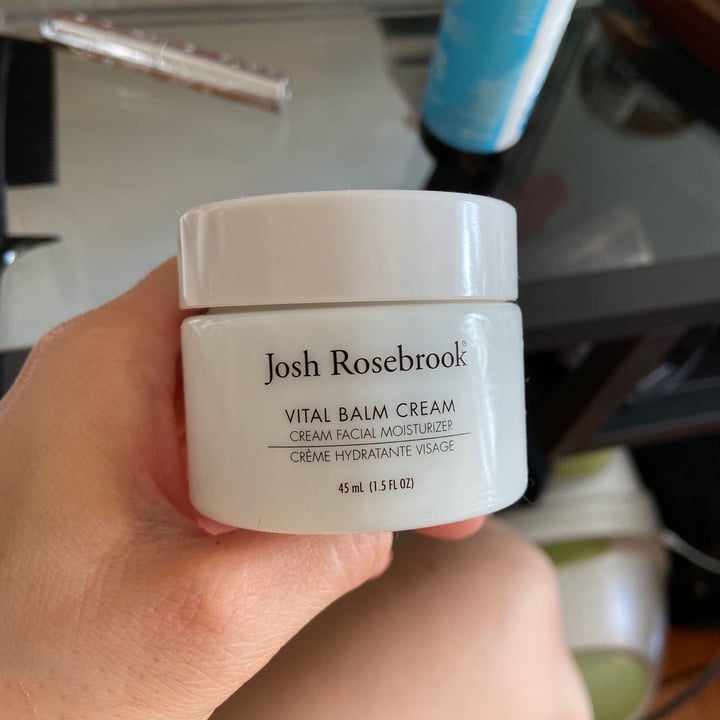 Josh Rosebrook®
VITAL BALM CREAM
CREAM FACIAL MOISTURIZER
CRÈME HYDRATANTE VISAGE
45 mL (1.5 FL OZ)